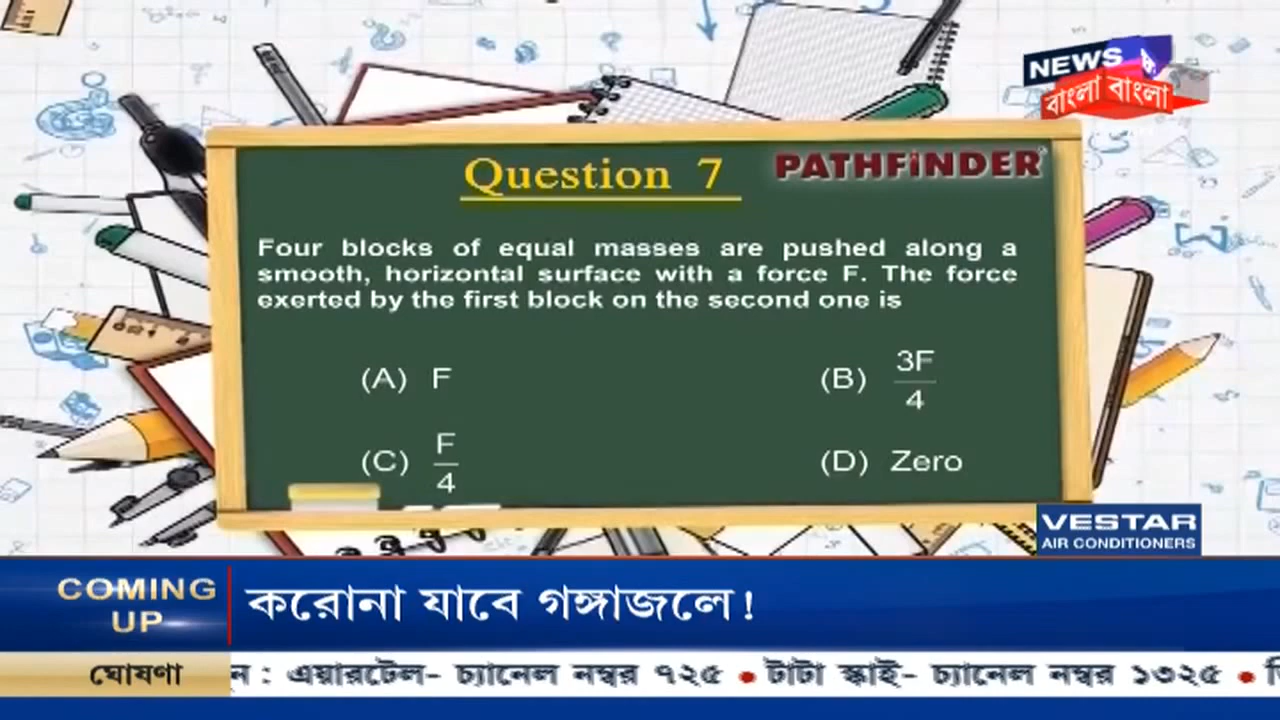 NEWS
বাংলা বাংলা
Question 7
PATHFINDER
Four blocks of equal masses are pushed along a
smooth, horizontal surface with a force F. The force
exerted by the first block on the second one is
(A) F
(B) 3F/4
(C) F/4
(D) Zero
VESTAR
AIR CONDITIONERS
COMING
UP
করোনা যাবে গঙ্গাজলে!
ঘোষণা
: এয়ারটেল- চ্যানেল নম্বর ৭২৫ • টাটা স্কাই- চ্যানেল নম্বর ১৩২৫ •